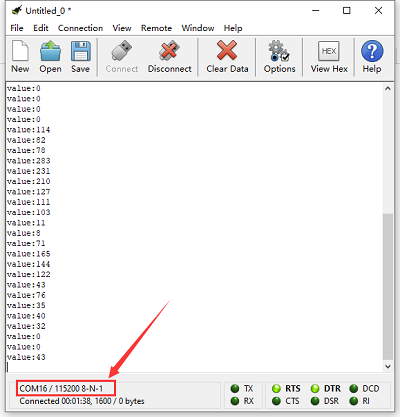 Untitled_0 *
File Edit Connection View Remote Window Help
New Open Save Connect Disconnect Clear Data Options HEX View Hex Help
value:0
value:0
value:0
value:0
value:114
value:82
value:78
value:283
value:231
value:210
value:127
value:111
value:103
value:11
value:8
value:71
value:165
value:144
value:122
value:43
value:76
value:35
value:40
value:32
value:0
value:0
value:43
COM16 / 115200 8-N-1
Connected 00:01:38, 1600 / 0 bytes
TX RTS DTR DCD
RX CTS DSR RI